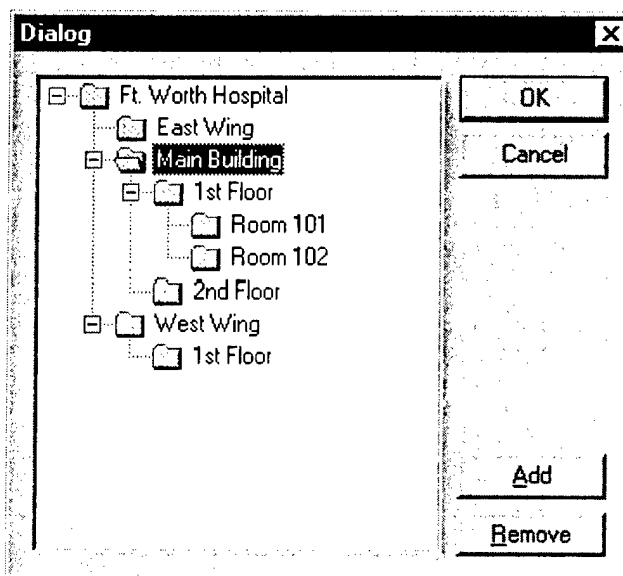 Dialog
Ft. Worth Hospital
East Wing
Main Building
1st Floor
Room 101
Room 102
2nd Floor
West Wing
1st Floor
OK
Cancel
Add
Remove